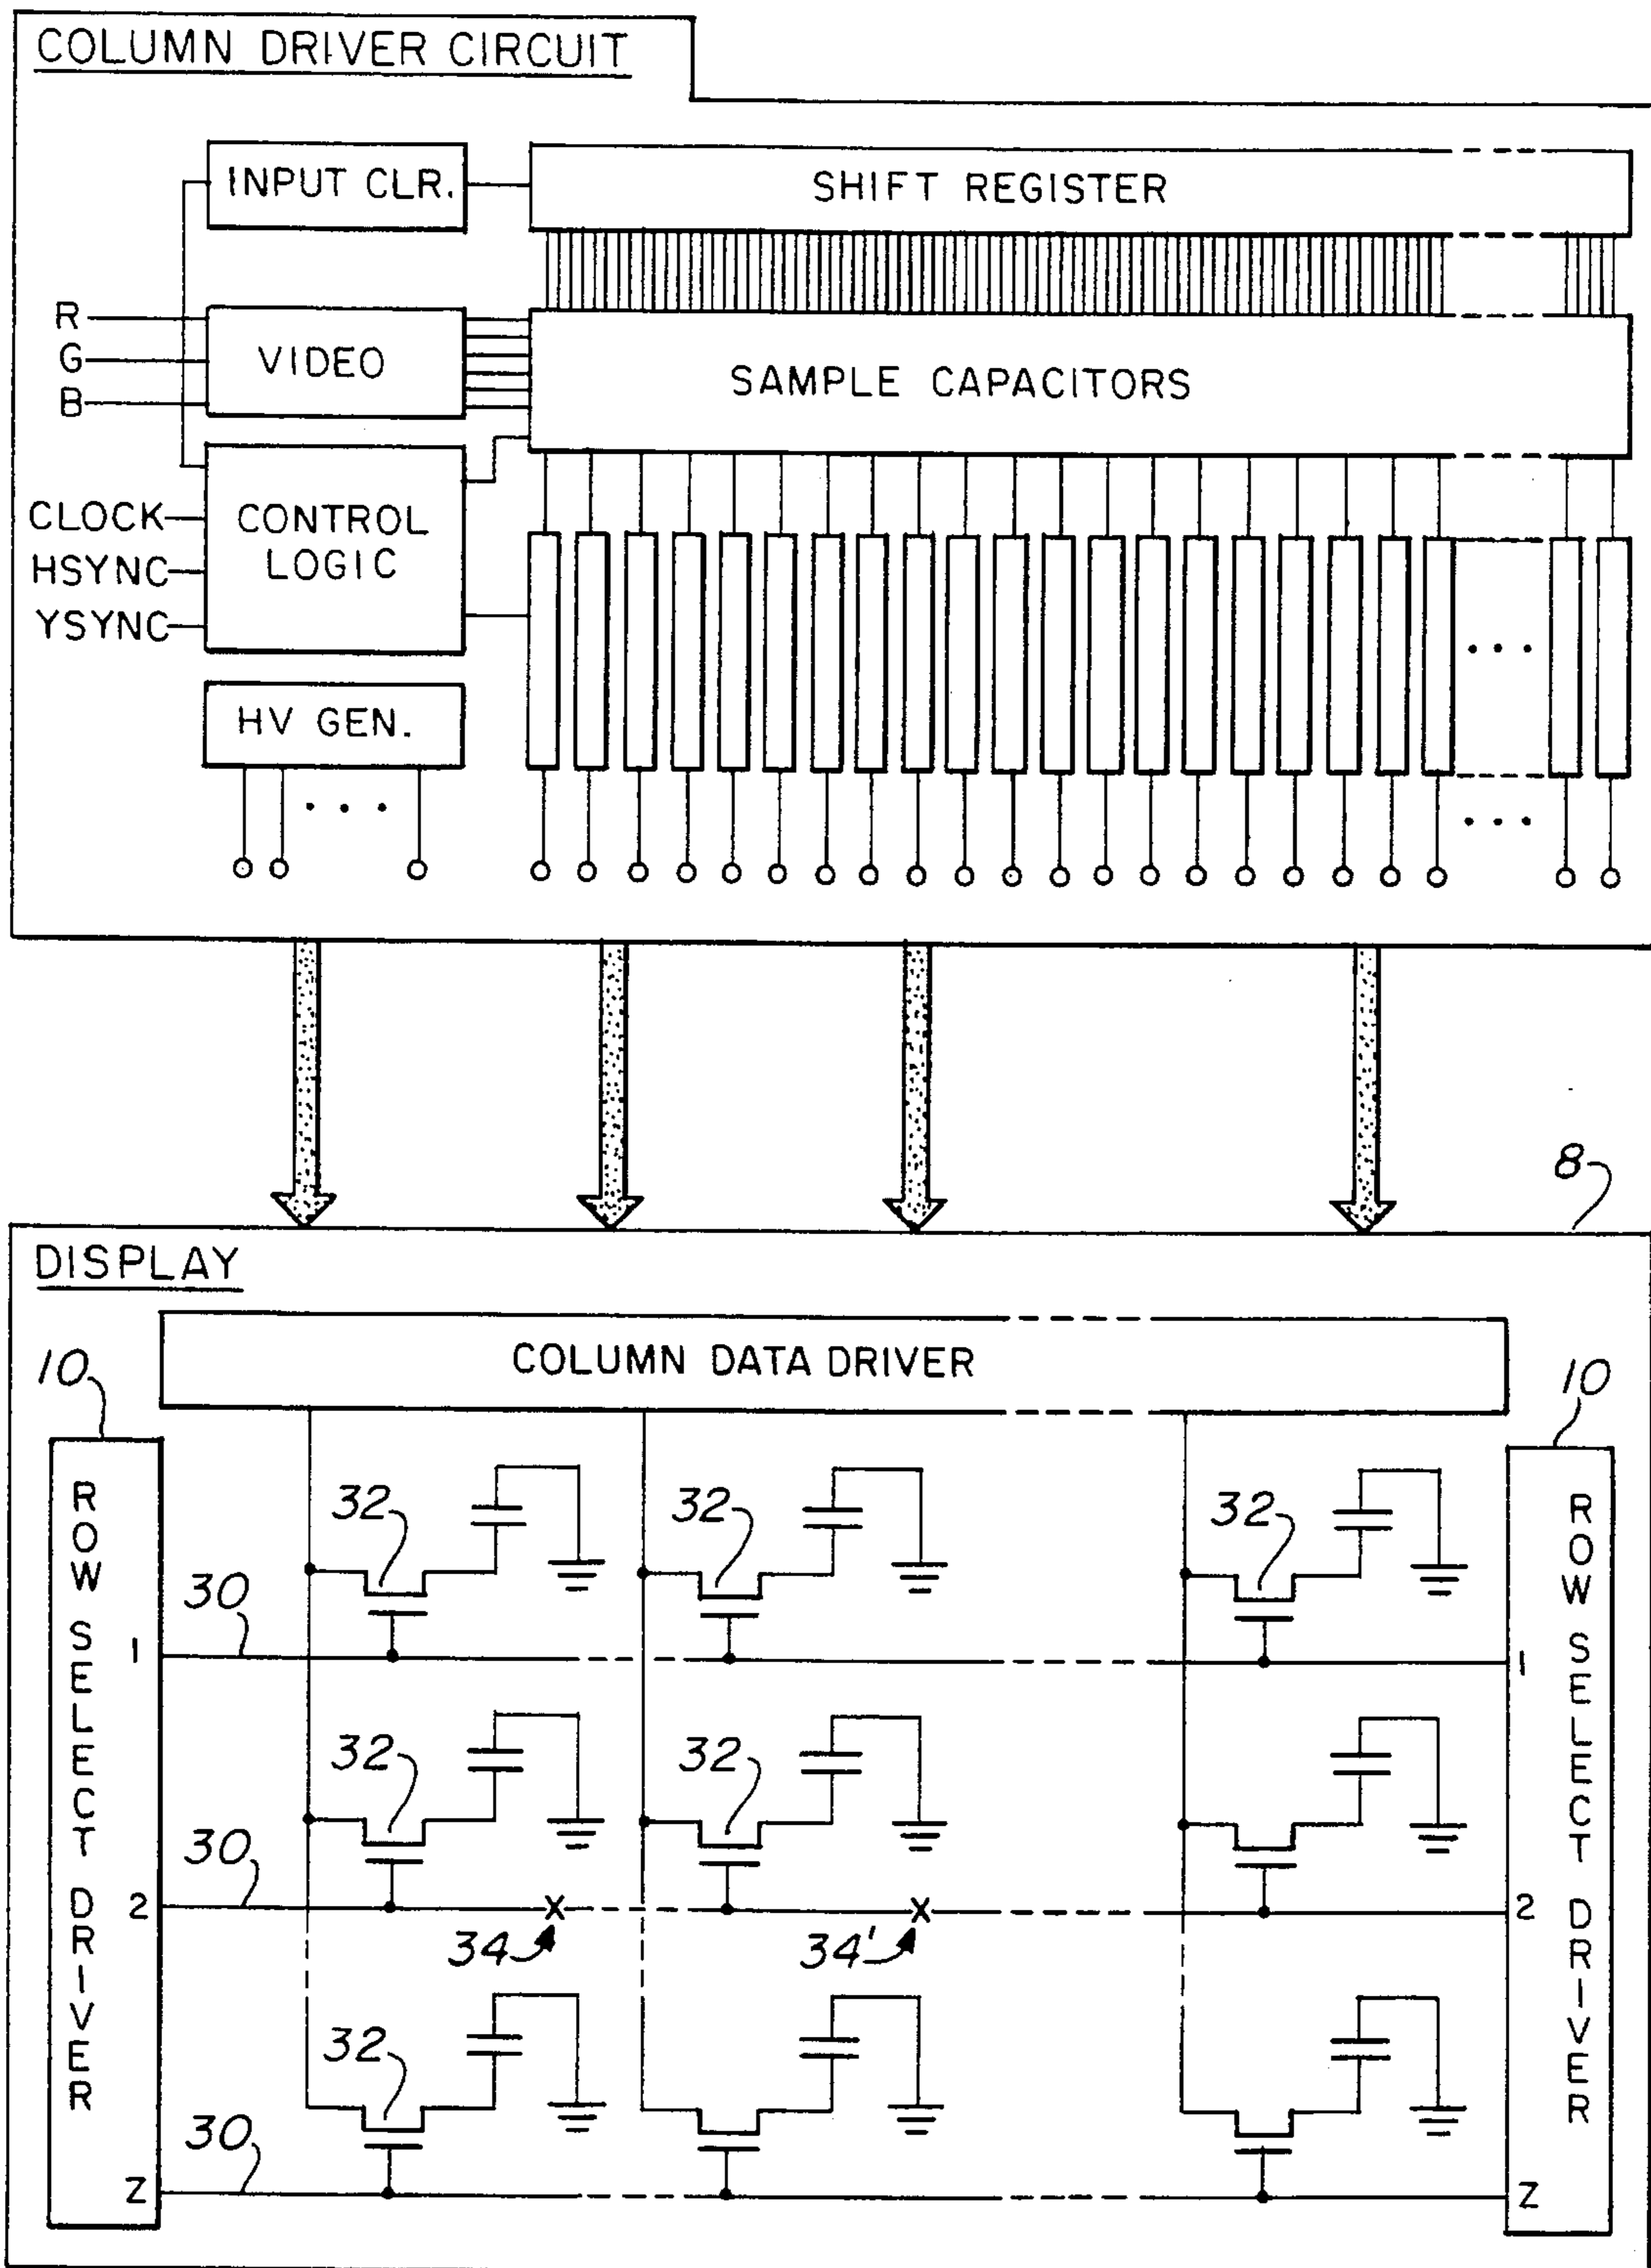 COLUMN DRIVER CIRCUIT
INPUT CLR.
SHIFT REGISTER
R
G
B
VIDEO
SAMPLE CAPACITORS
CLOCK
HSYNC
YSYNC
CONTROL
LOGIC
HV GEN.
8
DISPLAY
COLUMN DATA DRIVER
10
10
ROW SELECT DRIVER
ROW SELECT DRIVER
32
32
32
30
1
1
32
32
30
2
2
34
34'
32
30
Z
Z